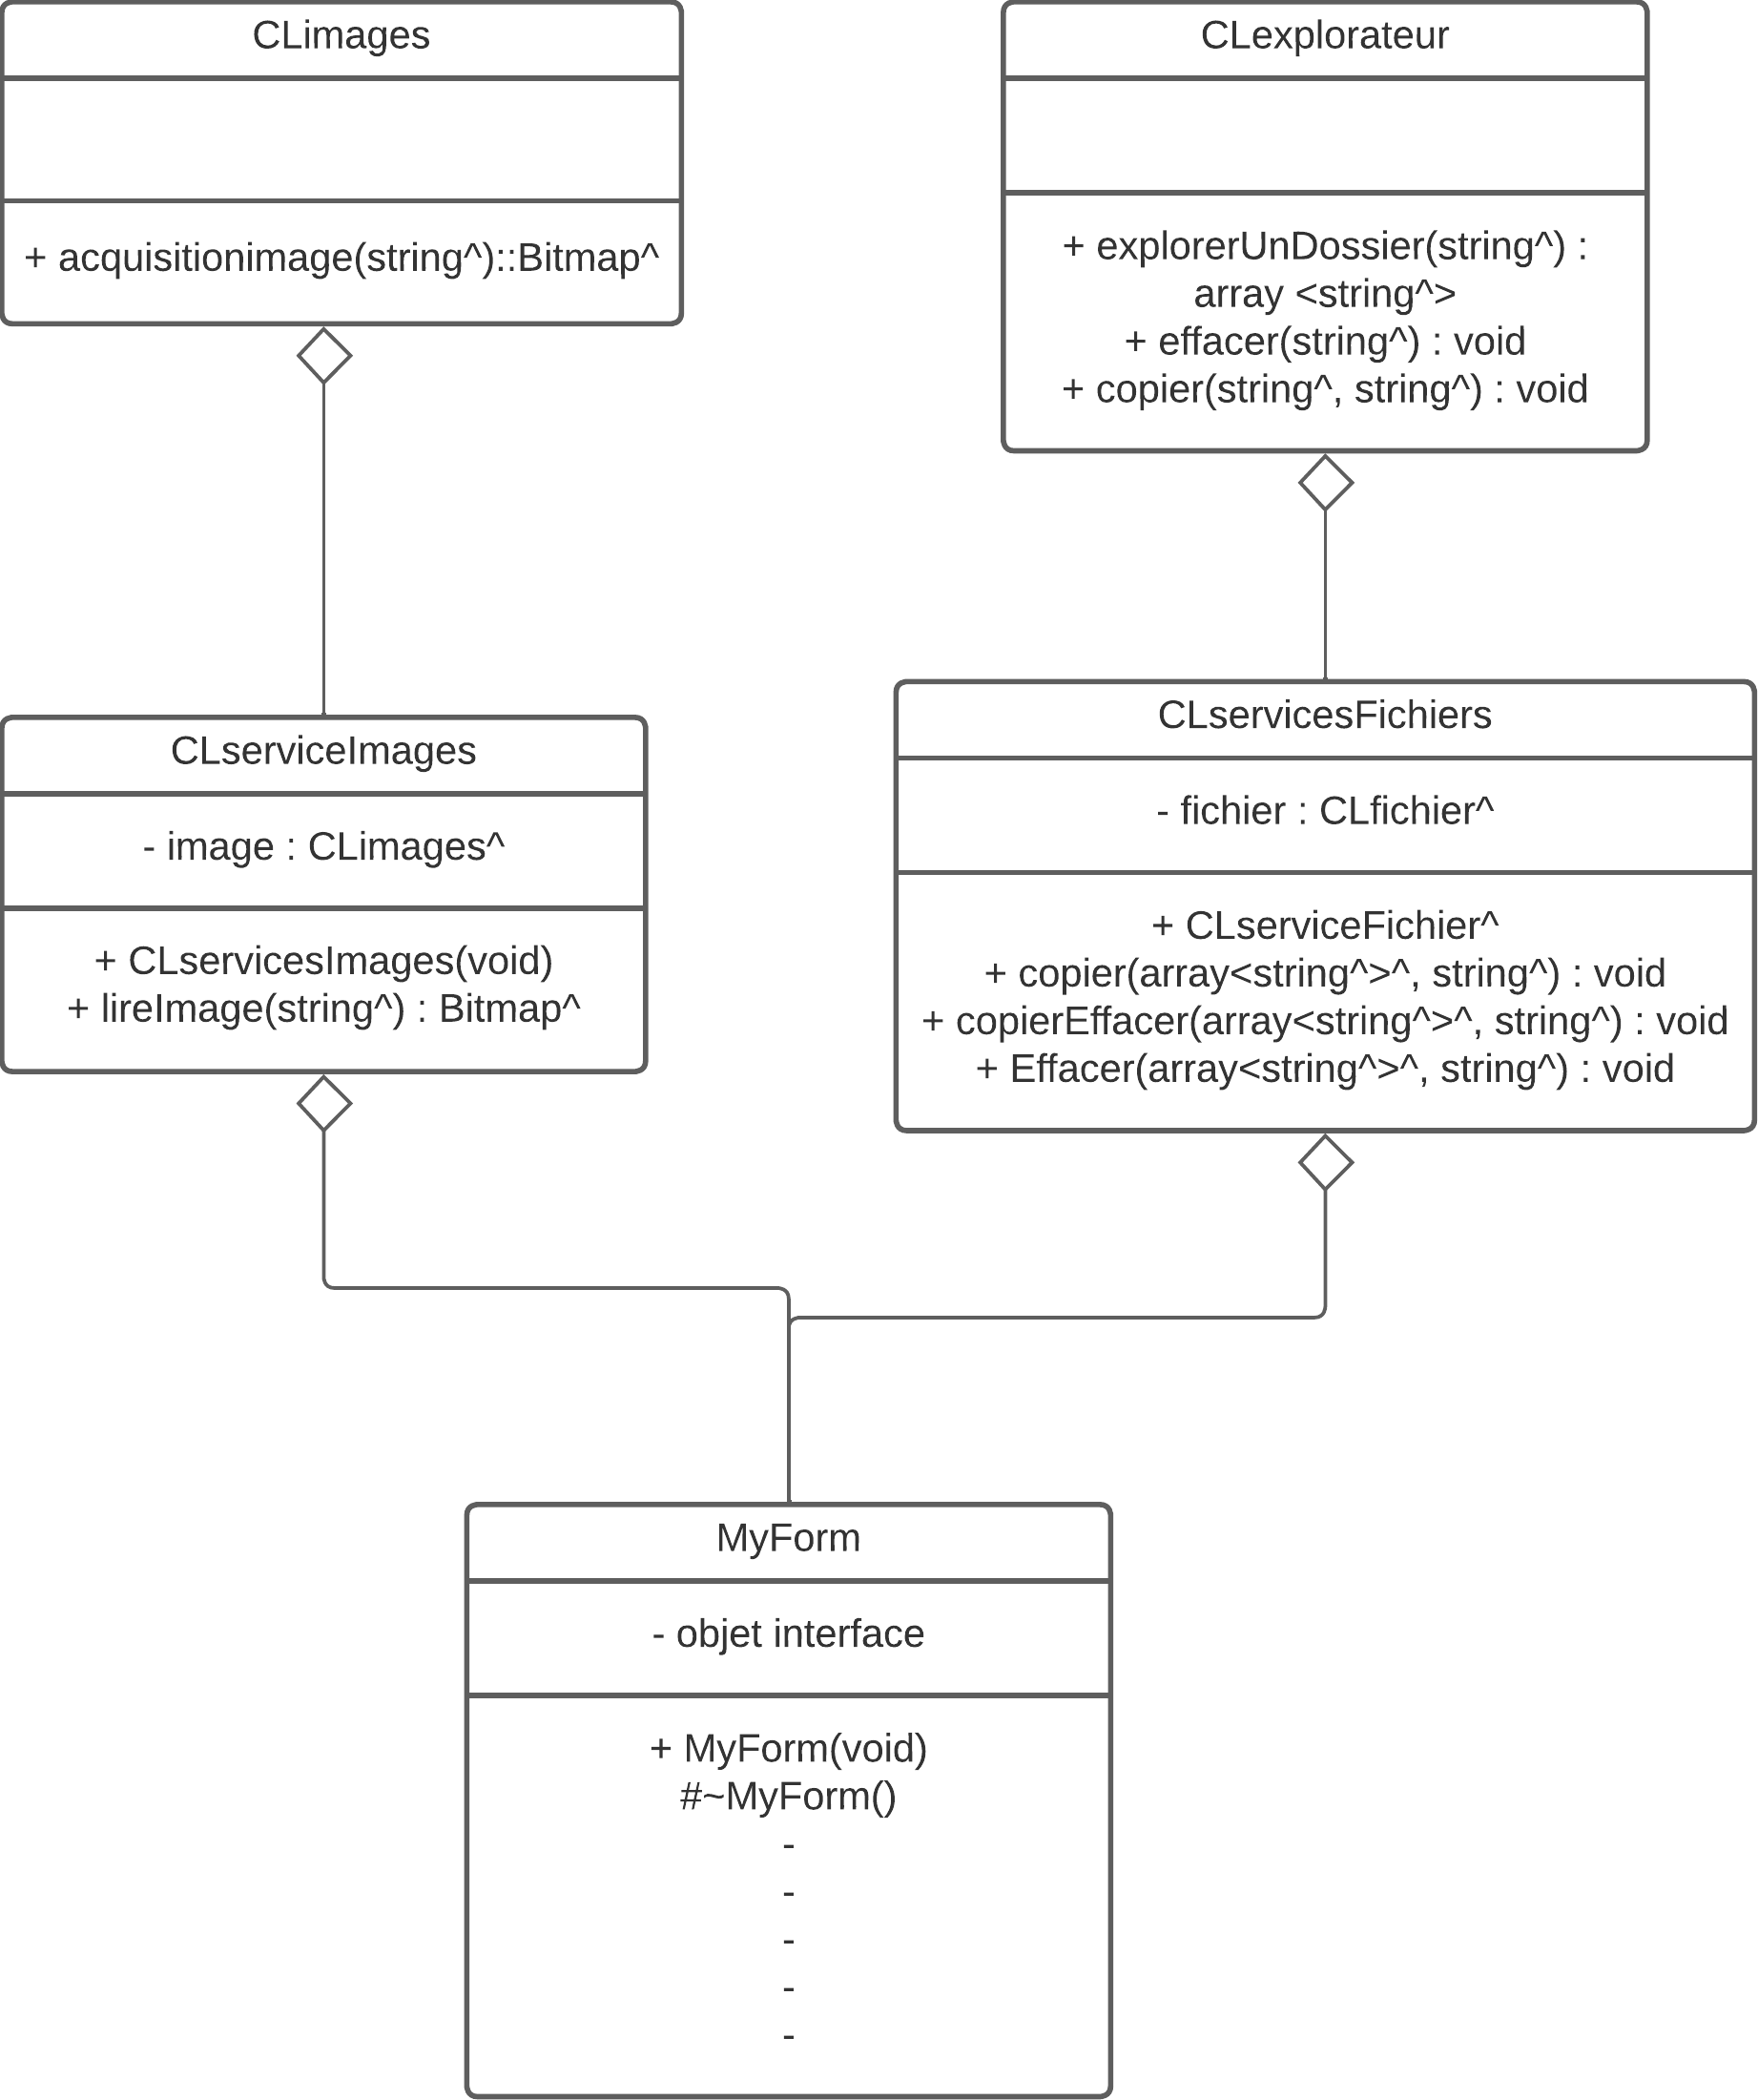 CLimages
+ acquisitionimage(string^)::Bitmap^
CLexplorateur
+ explorerUnDossier(string^) :
array <string^>
+ effacer(string^) : void
+ copier(string^, string^) : void
CLserviceImages
- image : CLimages^
+ CLservicesImages(void)
+ lireImage(string^) : Bitmap^
CLservicesFichiers
- fichier : CLfichier^
+ CLserviceFichier^
+ copier(array<string^>^, string^) : void
+ copierEffacer(array<string^>^, string^) : void
+ Effacer(array<string^>^, string^) : void
MyForm
- objet interface
+ MyForm(void)
#~MyForm()
-
-
-
-
-